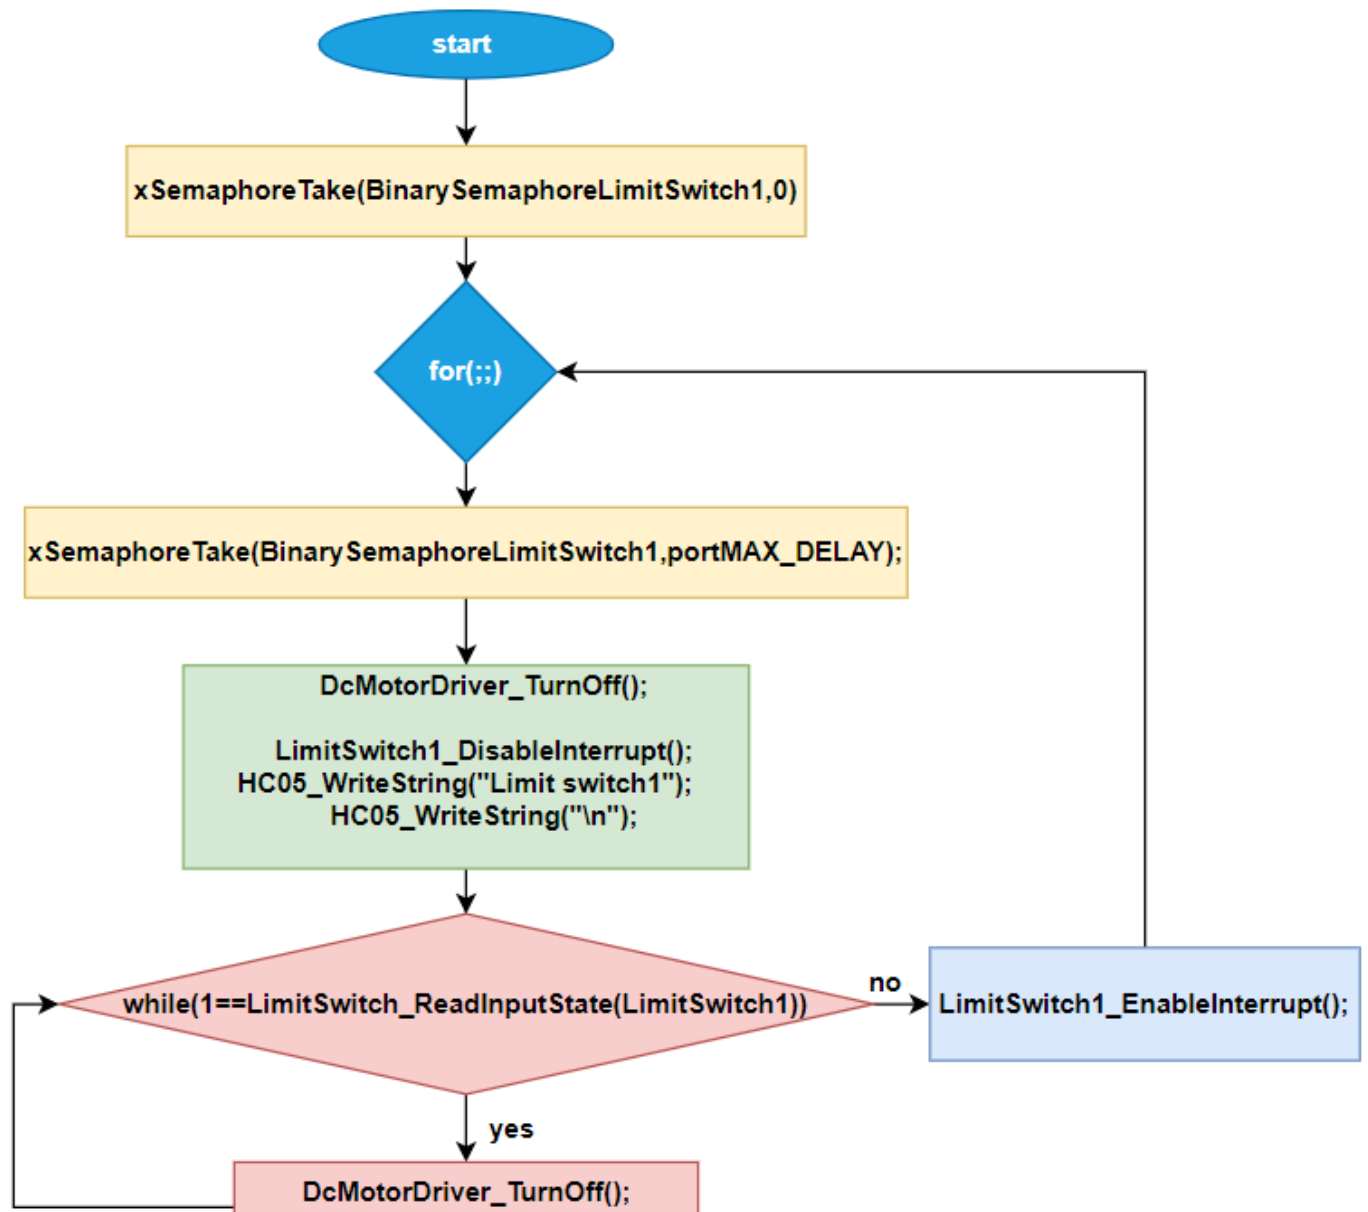 start
xSemaphoreTake(BinarySemaphoreLimitSwitch1,0)
for(;;)
xSemaphoreTake(BinarySemaphoreLimitSwitch1,portMAX_DELAY);
DcMotorDriver_TurnOff();
LimitSwitch1_DisableInterrupt();
HC05_WriteString("Limit switch1");
HC05_WriteString("\n");
while(1==LimitSwitch_ReadInputState(LimitSwitch1))
no
LimitSwitch1_EnableInterrupt();
yes
DcMotorDriver_TurnOff();